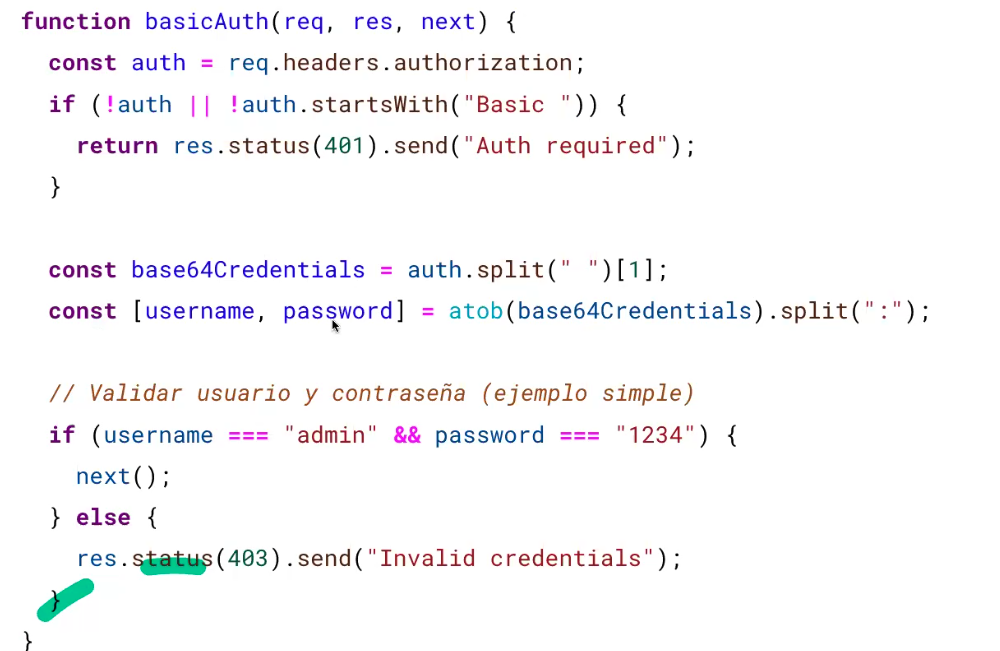 function basicAuth(req, res, next) {
  const auth = req.headers.authorization;
  if (!auth || !auth.startsWith("Basic ")) {
    return res.status(401).send("Auth required");
  }

  const base64Credentials = auth.split(" ")[1];
  const [username, password] = atob(base64Credentials).split(":");

  // Validar usuario y contraseña (ejemplo simple)
  if (username === "admin" && password === "1234") {
    next();
  } else {
    res.status(403).send("Invalid credentials");
  }
}